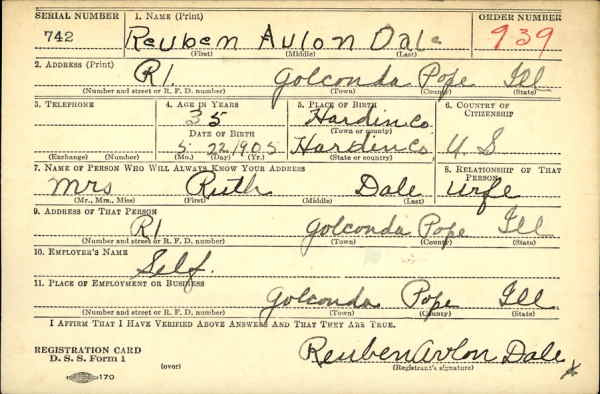 SERIAL NUMBER 1. NAME (Print) ORDER NUMBER
742 Reuben Avlon Dale 939
(First) (Middle) (Last)
2. ADDRESS (Print)
R1. Golconda Pope Ill
(Number and street or R. F. D. number) (Town) (County) (State)
3. TELEPHONE 4. AGE IN YEARS 5. PLACE OF BIRTH 6. COUNTRY OF CITIZENSHIP
35 Hardin Co.
DATE OF BIRTH (Town or county)
5 22 1905 Hardin Co, U S
(Exchange) (Number) (Mo.) (Day) (Yr.) (State or country)
7. NAME OF PERSON WHO WILL ALWAYS KNOW YOUR ADDRESS 8. RELATIONSHIP OF THAT PERSON
Mrs Ruth Dale wife
(Mr., Mrs., Miss) (First) (Middle) (Last)
9. ADDRESS OF THAT PERSON
R1 Golconda Pope Ill
(Number and street or R. F. D. number) (Town) (County) (State)
10. EMPLOYER'S NAME
Self.
11. PLACE OF EMPLOYMENT OR BUSINESS
Golconda Pope Ill
(Number and street or R. F. D. number) (Town) (County) (State)
I AFFIRM THAT I HAVE VERIFIED ABOVE ANSWERS AND THAT THEY ARE TRUE.
REGISTRATION CARD
D. S. S. Form 1
(over)
Reuben Avlon Dale
(Registrant's signature)
170